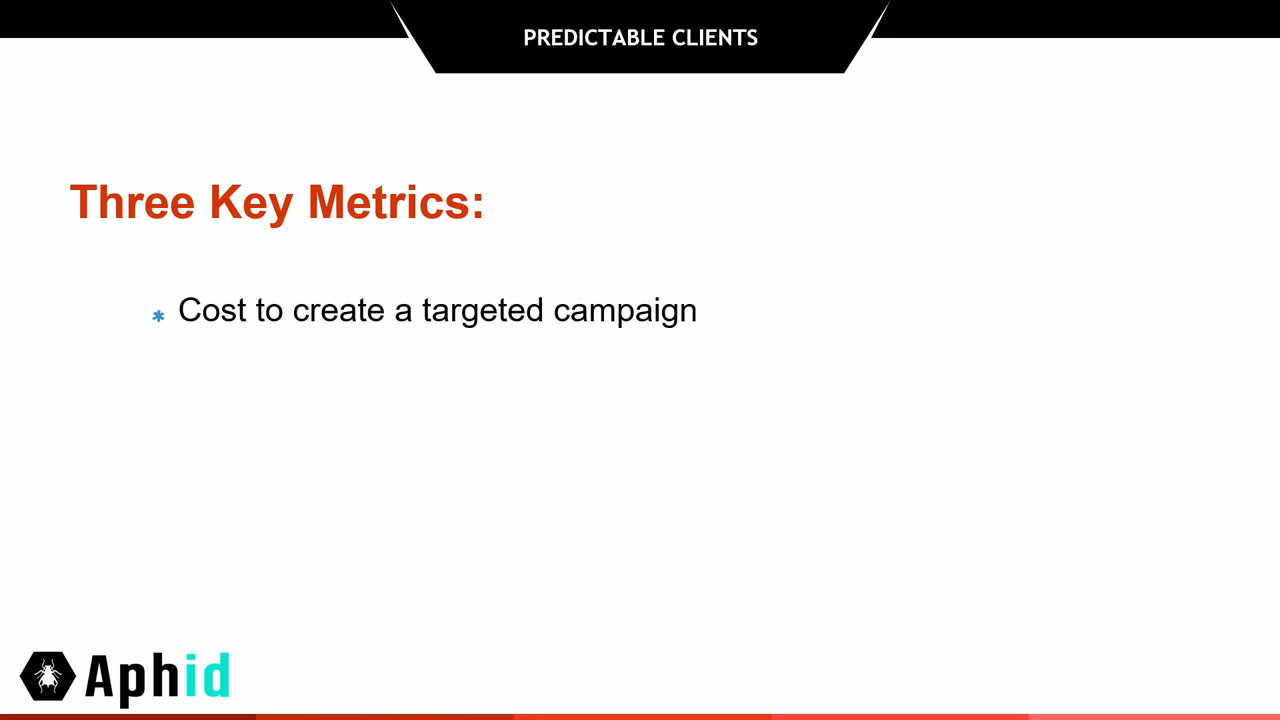 PREDICTABLE CLIENTS
Three Key Metrics:
* Cost to create a targeted campaign
Aphid